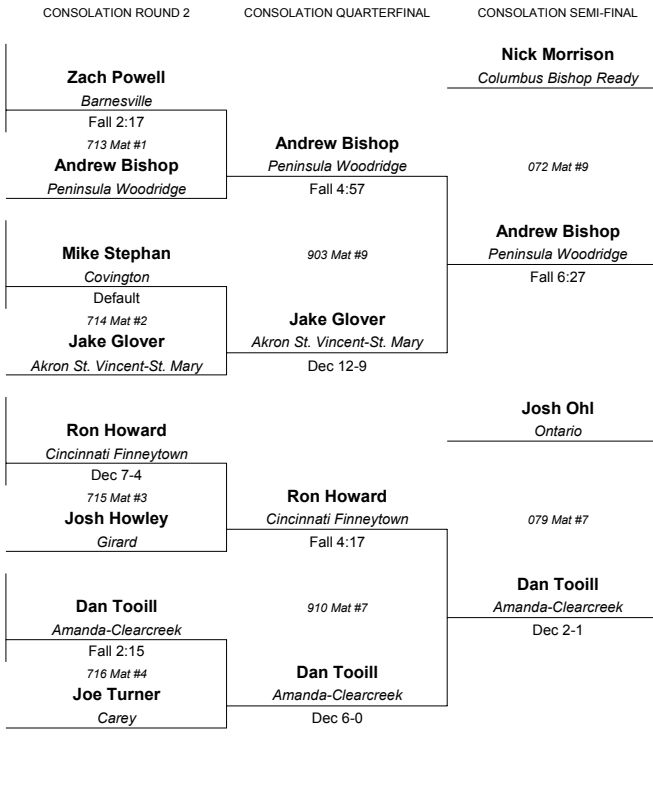 CONSOLATION ROUND 2
CONSOLATION QUARTERFINAL
CONSOLATION SEMI-FINAL
Zach Powell
Barnesville
Fall 2:17
713 Mat #1
Andrew Bishop
Peninsula Woodridge
Mike Stephan
Covington
Default
714 Mat #2
Jake Glover
Akron St. Vincent-St. Mary
Ron Howard
Cincinnati Finneytown
Dec 7-4
715 Mat #3
Josh Howley
Girard
Dan Tooill
Amanda-Clearcreek
Fall 2:15
716 Mat #4
Joe Turner
Carey
Andrew Bishop
Peninsula Woodridge
Fall 4:57
903 Mat #9
Jake Glover
Akron St. Vincent-St. Mary
Dec 12-9
Ron Howard
Cincinnati Finneytown
Fall 4:17
910 Mat #7
Dan Tooill
Amanda-Clearcreek
Dec 6-0
Nick Morrison
Columbus Bishop Ready
072 Mat #9
Andrew Bishop
Peninsula Woodridge
Fall 6:27
Josh Ohl
Ontario
079 Mat #7
Dan Tooill
Amanda-Clearcreek
Dec 2-1